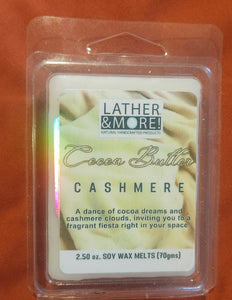 LATHER
&MORE!
NATURAL HANDCRAFTED PRODUCTS
Cocoa Butter
CASHMERE
A dance of cocoa dreams and
cashmere clouds, inviting you to a
fragrant fiesta right in your space.
2.50 oz. SOY WAX MELTS (70gms)